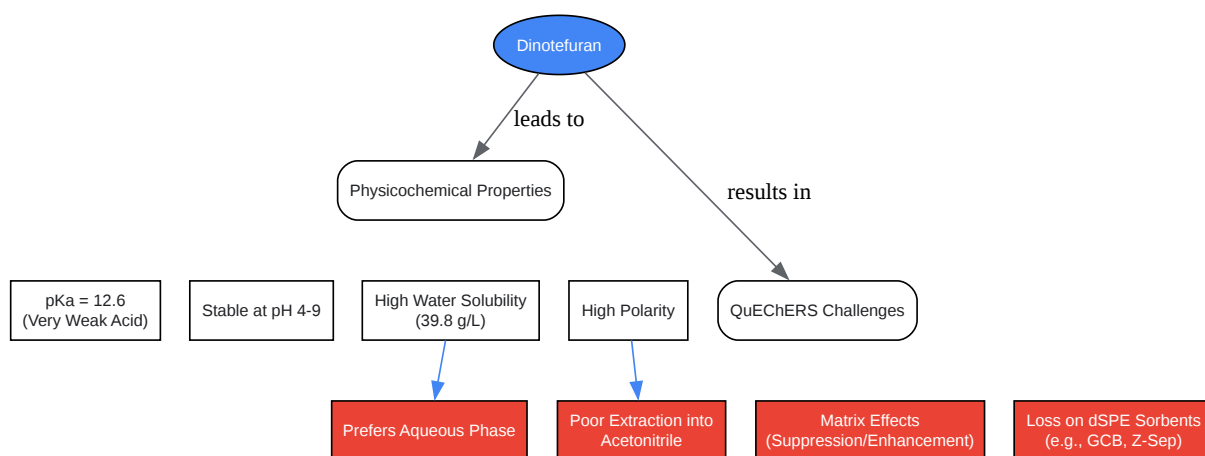 Dinotefuran
leads to
Physicochemical Properties
results in
pKa = 12.6
(Very Weak Acid)
Stable at pH 4-9
High Water Solubility
(39.8 g/L)
High Polarity
QuEChERS Challenges
Prefers Aqueous Phase
Poor Extraction into
Acetonitrile
Matrix Effects
(Suppression/Enhancement)
Loss on dSPE Sorbents
(e.g., GCB, Z-Sep)